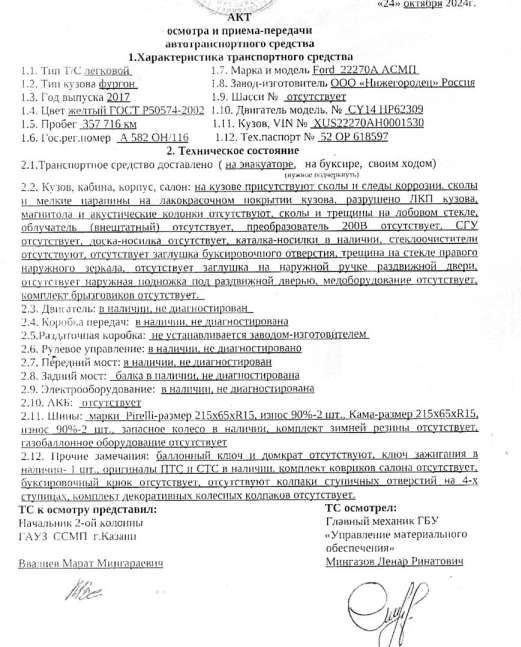 «24» октября 2024г.
АКТ
осмотра и приема-передачи
автотранспортного средства
1.Характеристика транспортного средства
1.1. Тип Т/С легковой 1.7. Марка и модель Ford 22270A АСМП
1.2. Тип кузова фургон 1.8. Завод-изготовитель ООО «Нижегородец» Россия
1.3. Год выпуска 2017 1.9. Шасси № отсутствует
1.4. Цвет желтый ГОСТ Р50574-2002 1.10. Двигатель модель, № CY14 HP62309
1.5. Пробег 357 716 км 1.11. Кузов, VIN № XUS22270AH0001530
1.6. Гос.рег.номер А 582 ОН/116 1.12. Тех.паспорт № 52 ОР 618597
2. Техническое состояние
2.1.Транспортное средство доставлено ( на эвакуаторе, на буксире, своим ходом)
(нужное подчеркнуть)
2.2. Кузов, кабина, корпус, салон: на кузове присутствуют сколы и следы коррозии, сколы
и мелкие царапины на лакокрасочном покрытии кузова, разрушено ЛКП кузова,
магнитола и акустические колонки отсутствуют, сколы и трещины на лобовом стекле,
облучатель (внештатный) отсутствует, преобразователь 200В отсутствует, СГУ
отсутствует, доска-носилка отсутствует, каталка-носилки в наличии, стеклоочистители
отсутствуют, отсутствует заглушка буксировочного отверстия, трещина на стекле правого
наружного зеркала, отсутствует заглушка на наружной ручке раздвижной двери,
отсутствует наружная подножка под раздвижной дверью, медоборудование отсутствует,
комплект брызговиков отсутствует.
2.3. Двигатель: в наличии, не диагностирован
2.4. Коробка передач: в наличии, не диагностирована
2.5.Раздаточная коробка: не устанавливается заводом-изготовителем
2.6. Рулевое управление: в наличии, не диагностировано
2.7. Передний мост: в наличии, не диагностирован
2.8. Задний мост: балка в наличии, не диагностирована
2.9. Электрооборудование: в наличии, не диагностирована
2.10. АКБ: отсутствует
2.11. Шины: марки Pirelli-размер 215х65хR15, износ 90%-2 шт., Кама-размер 215х65хR15,
износ 90%-2 шт., запасное колесо в наличии, комплект зимней резины отсутствует,
газобаллонное оборудование отсутствует
2.12. Прочие замечания: баллонный ключ и домкрат отсутствуют, ключ зажигания в
наличии- 1 шт., оригиналы ПТС и СТС в наличии, комплект ковриков салона отсутствует,
буксировочный крюк отсутствует, отсутствуют колпаки ступичных отверстий на 4-х
ступицах, комплект декоративных колесных колпаков отсутствует.
ТС к осмотру представил: ТС осмотрел:
Начальник 2-ой колонны Главный механик ГБУ
ГАУЗ ССМП г.Казани «Управление материального
обеспечения»
Ввалиев Марат Мингараевич Мингазов Ленар Ринатович